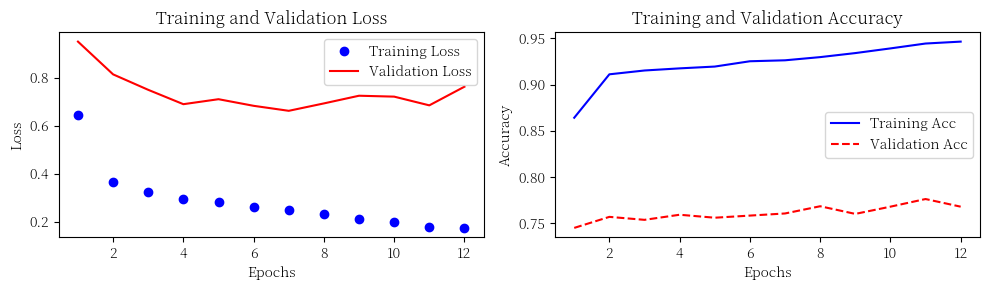 Training and Validation Loss
Training Loss
Validation Loss
0.8
0.6
0.4
0.2
Loss
2 4 6 8 10 12
Epochs
Training and Validation Accuracy
0.95
0.90
0.85
0.80
0.75
Accuracy
Training Acc
Validation Acc
2 4 6 8 10 12
Epochs